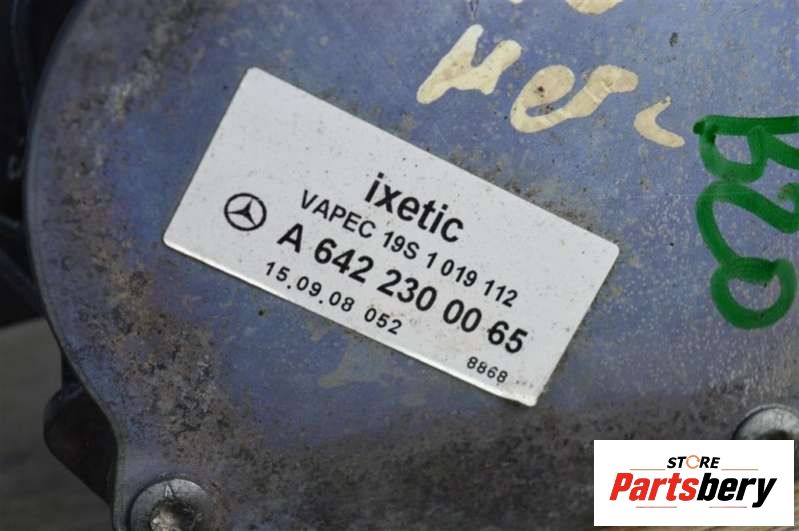 Mer
B20
ixetic
VAPEC 19S 1 019 112
A 642 230 00 65
15.09.08 052
8868
STORE
Partsbery